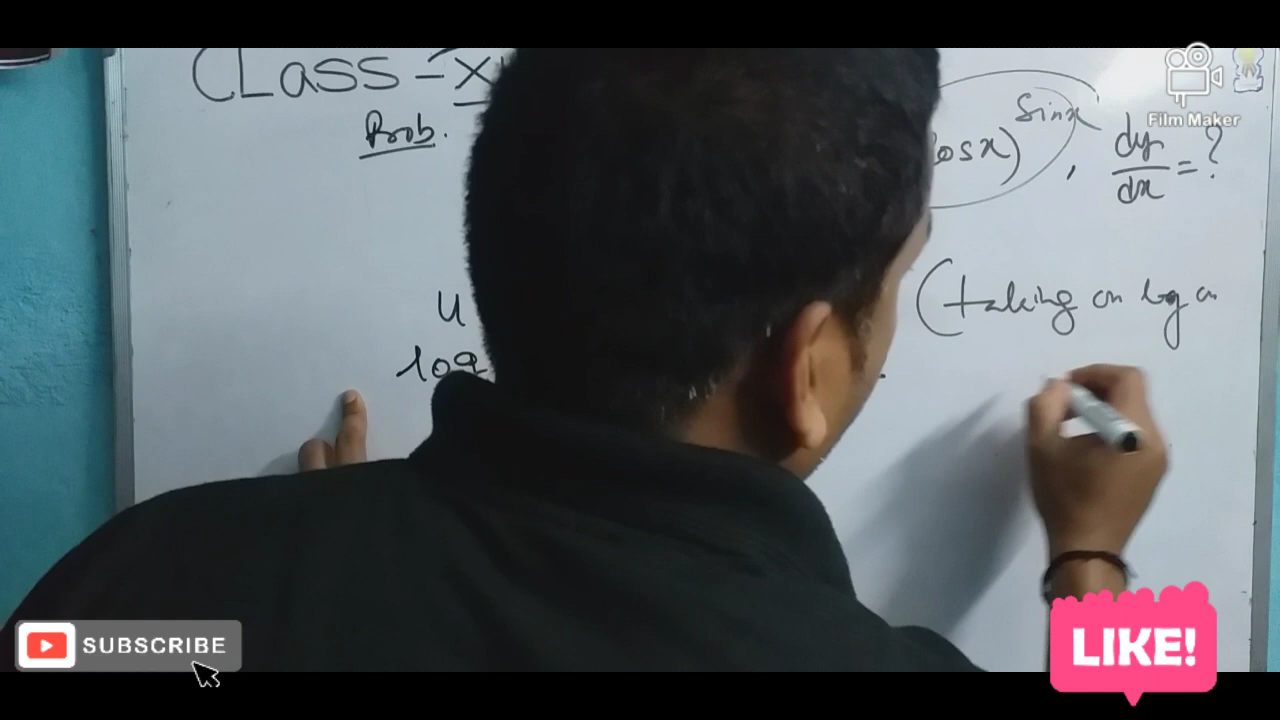 CLass - X
Prob.
osx)^sinx , dy/dx = ?
u
(taking on log on
log
Film Maker
SUBSCRIBE
LIKE!